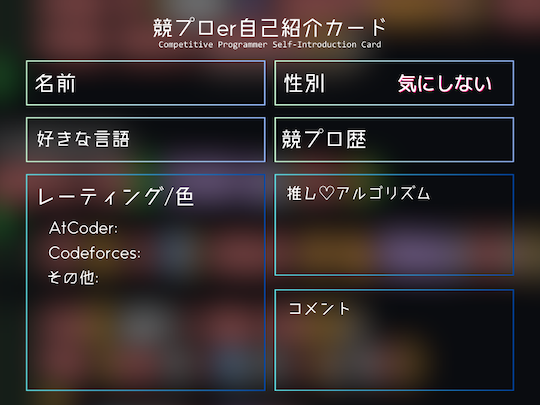 競プロer自己紹介カード
Competitive Programmer Self-Introduction Card
名前
性別 気にしない
好きな言語
競プロ歴
レーティング/色
AtCoder:
Codeforces:
その他:
推し♡アルゴリズム
コメント